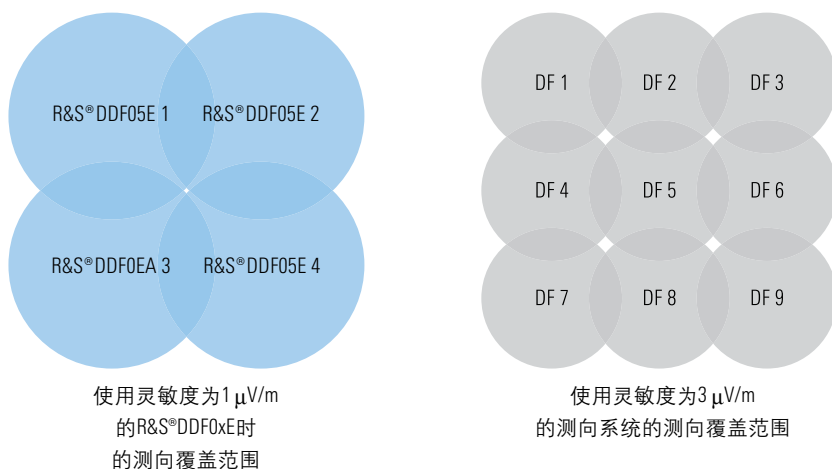 R&S®DDF05E 1
R&S®DDF05E 2
R&S®DDF0EA 3
R&S®DDF05E 4
使用灵敏度为1 µV/m
的R&S®DDF0xE时
的测向覆盖范围
DF 1
DF 2
DF 3
DF 4
DF 5
DF 6
DF 7
DF 8
DF 9
使用灵敏度为3 µV/m
的测向系统的测向覆盖范围